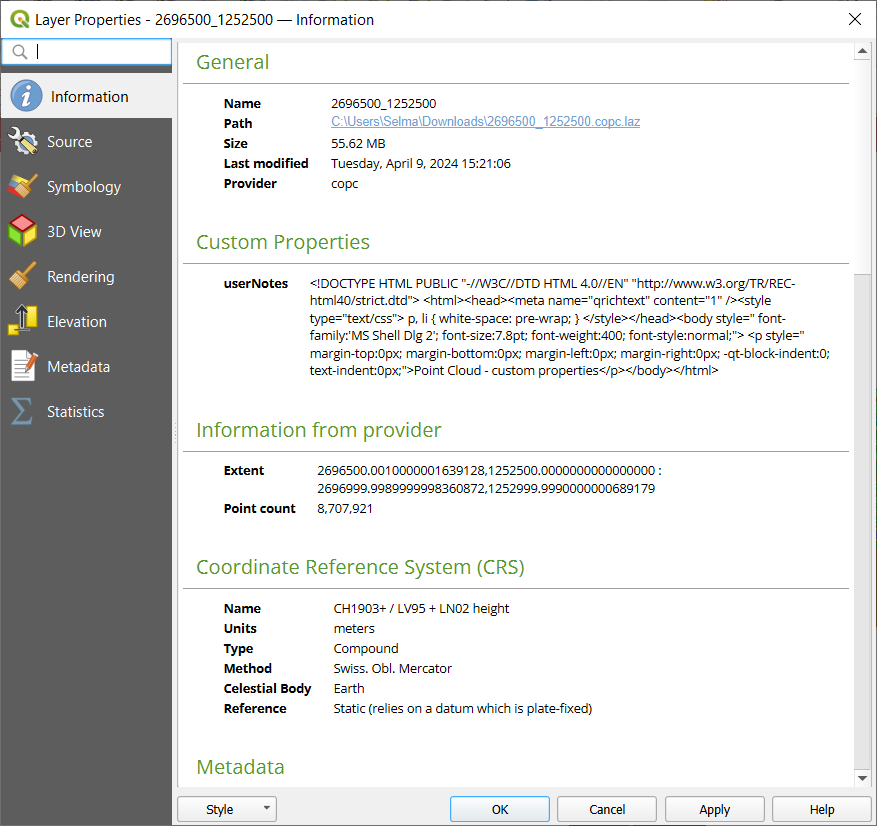 Layer Properties - 2696500_1252500 — Information
Information
Source
Symbology
3D View
Rendering
Elevation
Metadata
Statistics
General
Name 2696500_1252500
Path C:\Users\Selma\Downloads\2696500_1252500.copc.laz
Size 55.62 MB
Last modified Tuesday, April 9, 2024 15:21:06
Provider copc
Custom Properties
userNotes <!DOCTYPE HTML PUBLIC "-//W3C//DTD HTML 4.0//EN" "http://www.w3.org/TR/REC-
html40/strict.dtd"> <html><head><meta name="qrichtext" content="1" /><style
type="text/css"> p, li { white-space: pre-wrap; } </style></head><body style=" font-
family:'MS Shell Dlg 2'; font-size:7.8pt; font-weight:400; font-style:normal;"> <p style="
margin-top:0px; margin-bottom:0px; margin-left:0px; margin-right:0px; -qt-block-indent:0;
text-indent:0px;">Point Cloud - custom properties</p></body></html>
Information from provider
Extent 2696500.0010000001639128,1252500.0000000000000000 :
2696999.9989999998360872,1252999.9990000000689179
Point count 8,707,921
Coordinate Reference System (CRS)
Name CH1903+ / LV95 + LN02 height
Units meters
Type Compound
Method Swiss. Obl. Mercator
Celestial Body Earth
Reference Static (relies on a datum which is plate-fixed)
Metadata
Style OK Cancel Apply Help